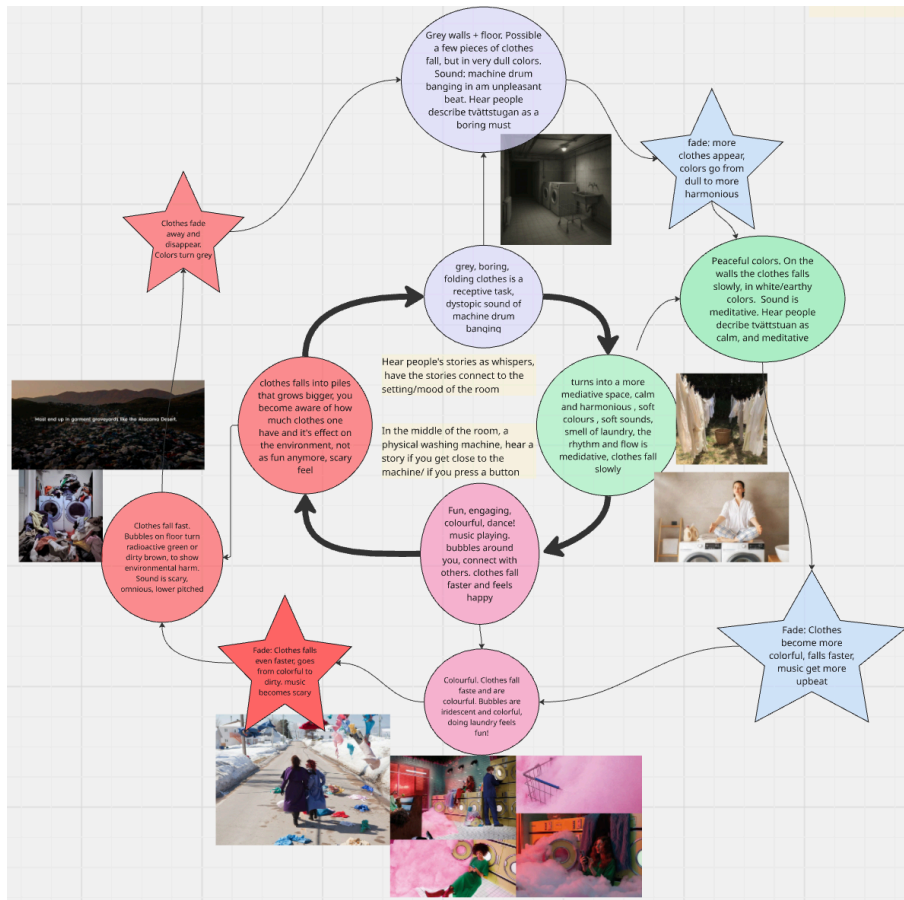 Grey walls + floor. Possible
a few pieces of clothes
fall, but in very dull colors.
Sound: machine drum
banging in am unpleasant
beat. Hear people
describe tvättstugan as a
boring must
fade: more
clothes appear,
colors go from
dull to more
harmonious
Clothes fade
away and
disappear.
Colors turn grey
grey, boring,
folding clothes is a
receptive task,
dystopic sound of
machine drum
banging
Peaceful colors. On the
walls the clothes falls
slowly, in white/earthy
colors.  Sound is
meditative. Hear people
decribe tvättstuan as
calm, and meditative
Hear people's stories as whispers,
have the stories connect to the
setting/mood of the room
clothes falls into piles
that grows bigger, you
become aware of how
much clothes one
have and it's effect on
the environment, not
as fun anymore, scary
feel
turns into a more
mediative space, calm
and harmonious , soft
colours , soft sounds,
smell of laundry, the
rhythm and flow is
medidative, clothes fall
slowly
In the middle of the room, a
physical washing machine, hear a
story if you get close to the
machine/ if you press a button
Most end up in garment graveyards like the Atacama Desert.
Fun, engaging,
colourful, dance!
music playing.
bubbles around
you, connect with
others. clothes fall
faster and feels
happy
Clothes fall fast.
Bubbles on floor turn
radioactive green or
dirty brown, to show
environmental harm.
Sound is scary,
omnious, lower pitched
Fade: Clothes falls
even faster, goes
from colorful to
dirty. music
becomes scary
Colourful. Clothes fall
faste and are
colourful. Bubbles are
iridescent and colorful,
doing laundry feels
fun!
Fade: Clothes
become more
colorful, falls faster,
music get more
upbeat